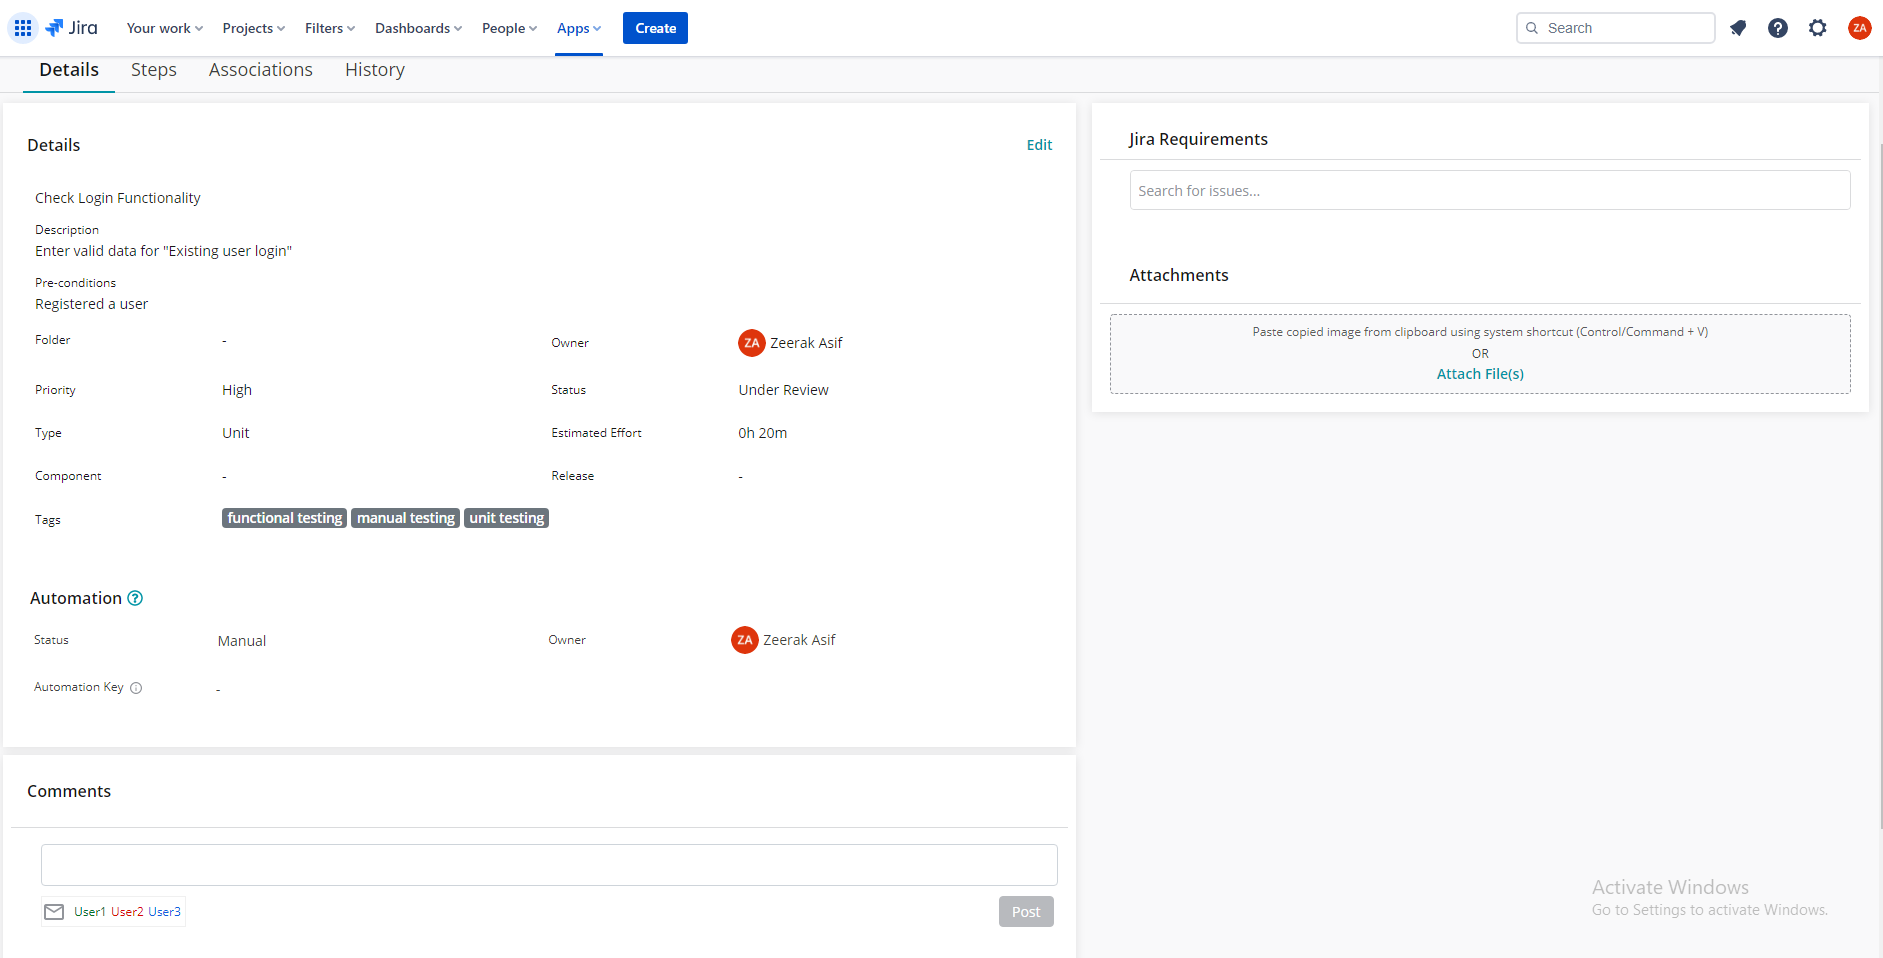 Jira Your work Projects Filters Dashboards People Apps Create Search ZA
Details Steps Associations History
Details Edit
Check Login Functionality
Description
Enter valid data for "Existing user login"
Pre-conditions
Registered a user
Folder - Owner ZA Zeerak Asif
Priority High Status Under Review
Type Unit Estimated Effort 0h 20m
Component - Release -
Tags functional testing manual testing unit testing
Automation ?
Status Manual Owner ZA Zeerak Asif
Automation Key -
Comments
User1 User2 User3 Post
Jira Requirements
Search for issues...
Attachments
Paste copied image from clipboard using system shortcut (Control/Command + V)
OR
Attach File(s)
Activate Windows
Go to Settings to activate Windows.